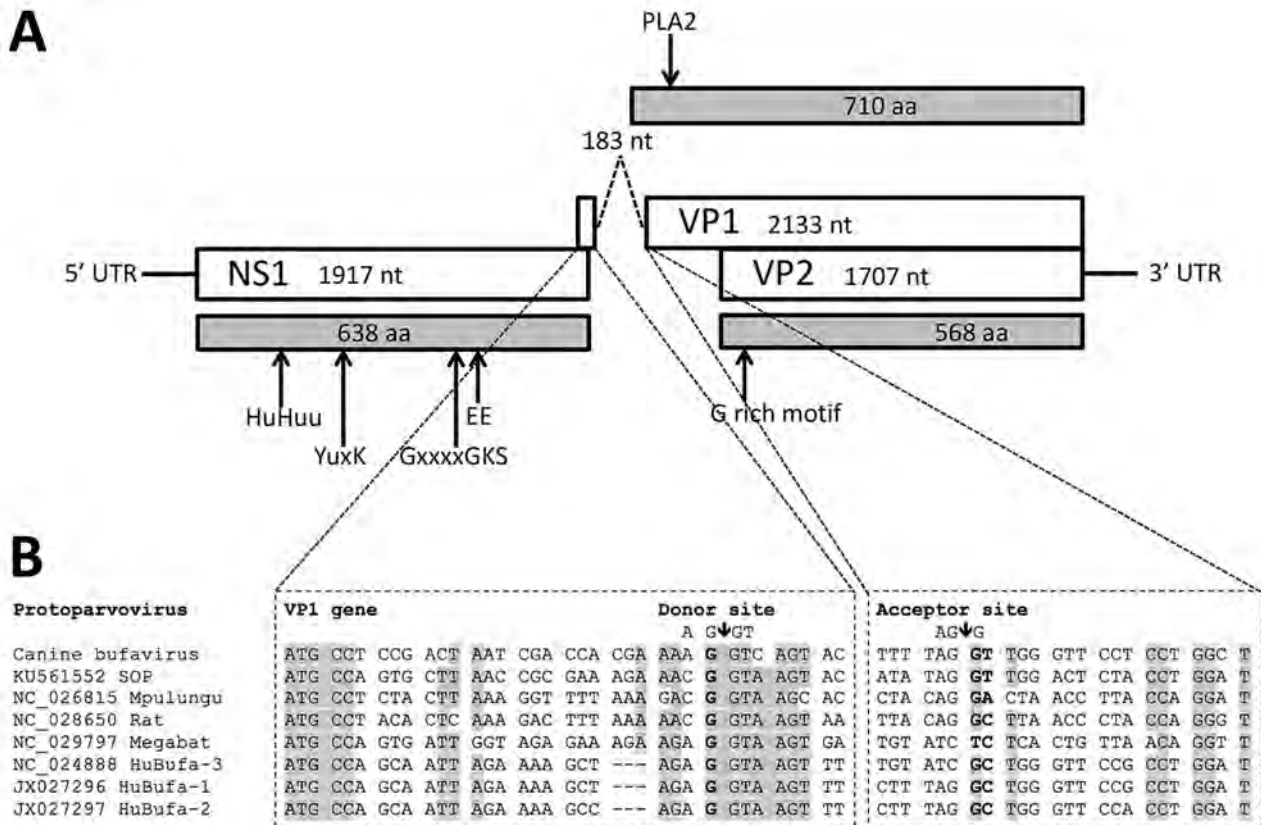 A
PLA2
710 aa
183 nt
VP1 2133 nt
5’ UTR
NS1 1917 nt
VP2 1707 nt
3’ UTR
638 aa
568 aa
HuHuu
YuxK
GxxxxGKS
EE
G rich motif
B
Protoparvovirus VP1 gene Donor site Acceptor site
A G GT AG G
Canine bufavirus ATG CCT CCG ACT AAT CGA CCA CGA AAA G GTC AGT AC TTT TAG GT TGG GTT CCT CCT GGC T
KU561552 SOP ATG CCA GTG CTT AAC CGC GAA AGA AAC G GTA AGT AC ATA TAG GT TGG ACT CTA CCT GGA T
NC_026815 Mpulungu ATG CCT CTA CTT AAA GGT TTT AAA GAC G GTA AGC AC CTA CAG GA CTA ACC TTA CCA GGA T
NC_028650 Rat ATG CCT ACA CTC AAA GAC TTT AAA AAC G GTA AGT AA TTA CAG GC TTA ACC CTA CCA GGG T
NC_029797 Megabat ATG CCA GTG ATT GGT AGA GAA AGA AGA G GTA AGT GA TGT ATC TC TCA CTG TTA ACA GGT T
NC_024888 HuBufa-3 ATG CCA GCA ATT AGA AAA GCT --- AGA G GTA AGT TT TGT ATC GC TGG GTT CCG CCT GGA T
JX027296 HuBufa-1 ATG CCA GCA ATT AGA AAA GCT --- AGA G GTA AGT TT CTT TAG GC TGG GTT CCG CCT GGA T
JX027297 HuBufa-2 ATG CCA GCA ATT AGA AAA GCC --- AGA G GTA AGT TT CTT TAG GC TGG GTT CCA CCT GGA T